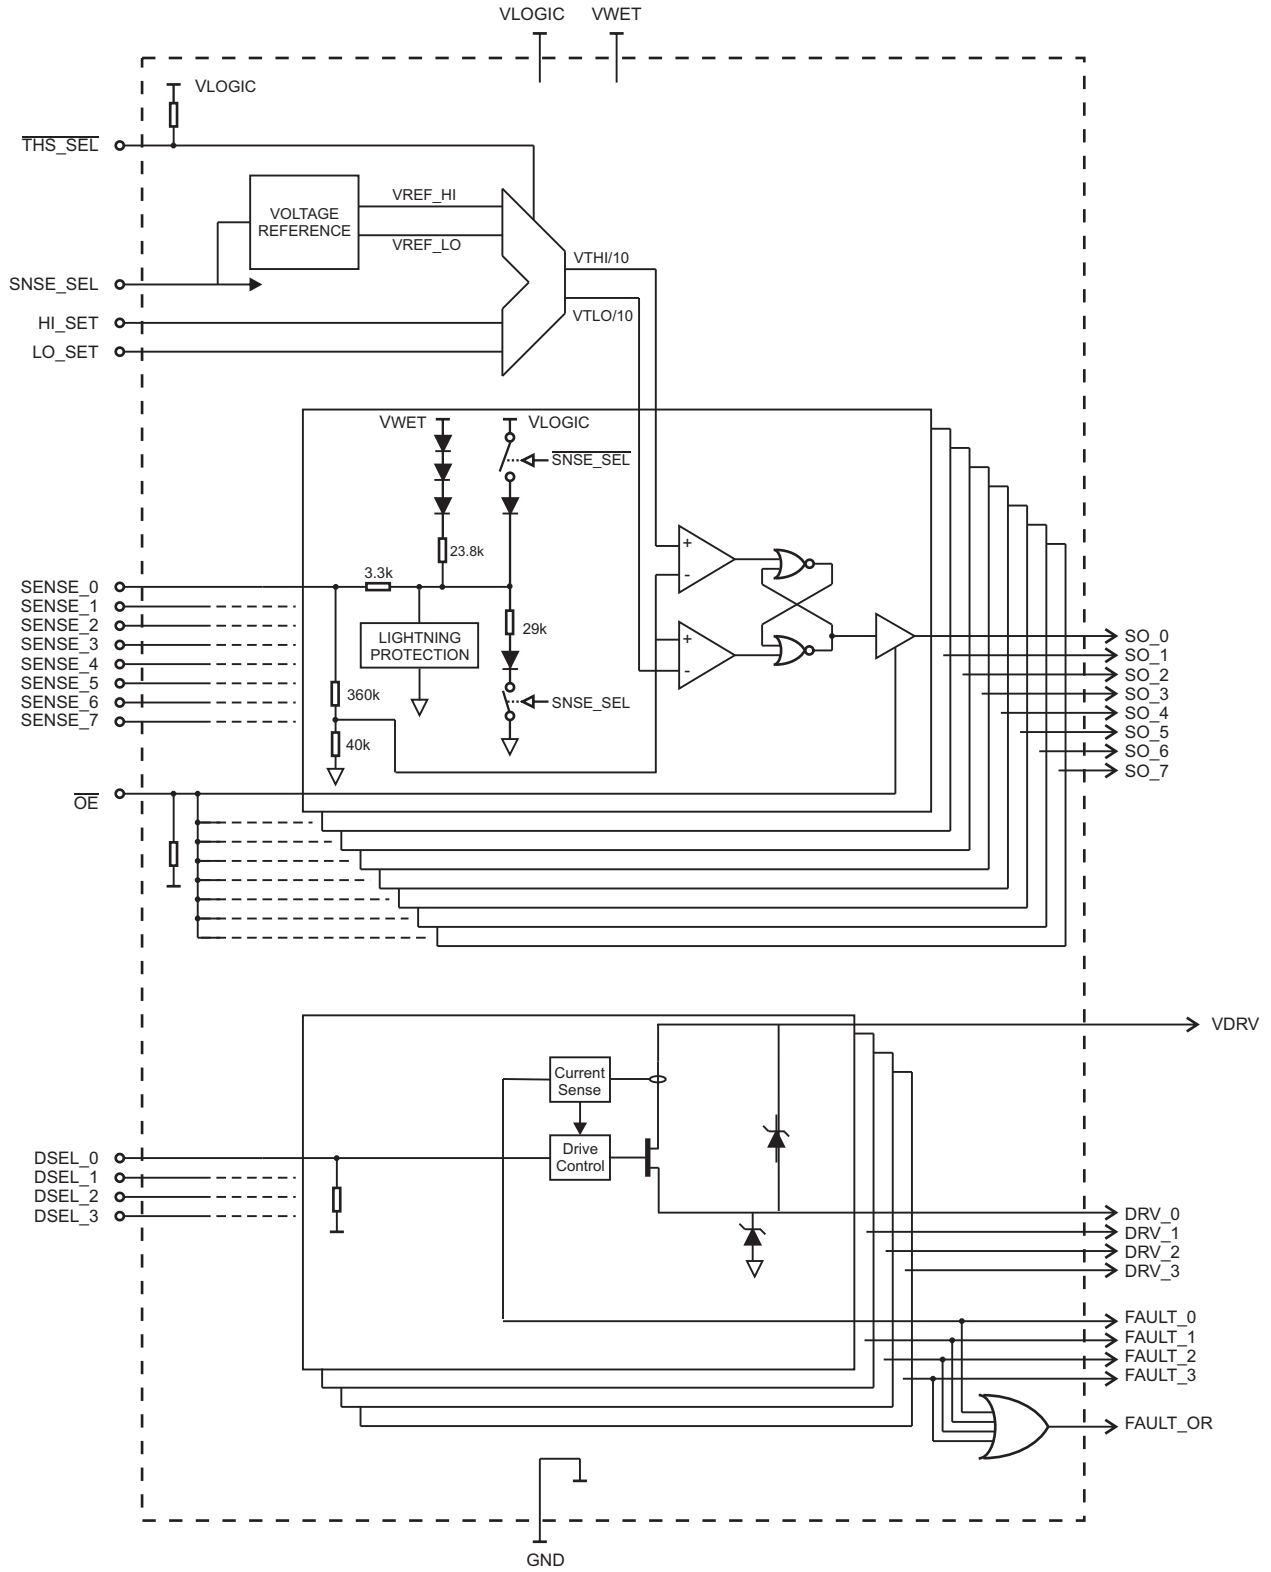 VLOGIC
VWET
VLOGIC
THS_SEL
VOLTAGE
REFERENCE
VREF_HI
VREF_LO
VTHI/10
VTLO/10
SNSE_SEL
HI_SET
LO_SET
VWET
VLOGIC
SNSE_SEL
23.8k
3.3k
+
-
+
-
LIGHTNING
PROTECTION
29k
SNSE_SEL
360k
40k
SENSE_0
SENSE_1
SENSE_2
SENSE_3
SENSE_4
SENSE_5
SENSE_6
SENSE_7
SO_0
SO_1
SO_2
SO_3
SO_4
SO_5
SO_6
SO_7
OE
VDRV
Current
Sense
Drive
Control
DSEL_0
DSEL_1
DSEL_2
DSEL_3
DRV_0
DRV_1
DRV_2
DRV_3
FAULT_0
FAULT_1
FAULT_2
FAULT_3
FAULT_OR
GND